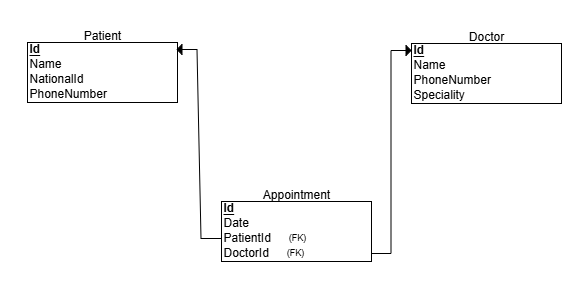 Patient
Id
Name
NationalId
PhoneNumber
Doctor
Id
Name
PhoneNumber
Speciality
Appointment
Id
Date
PatientId (FK)
DoctorId (FK)